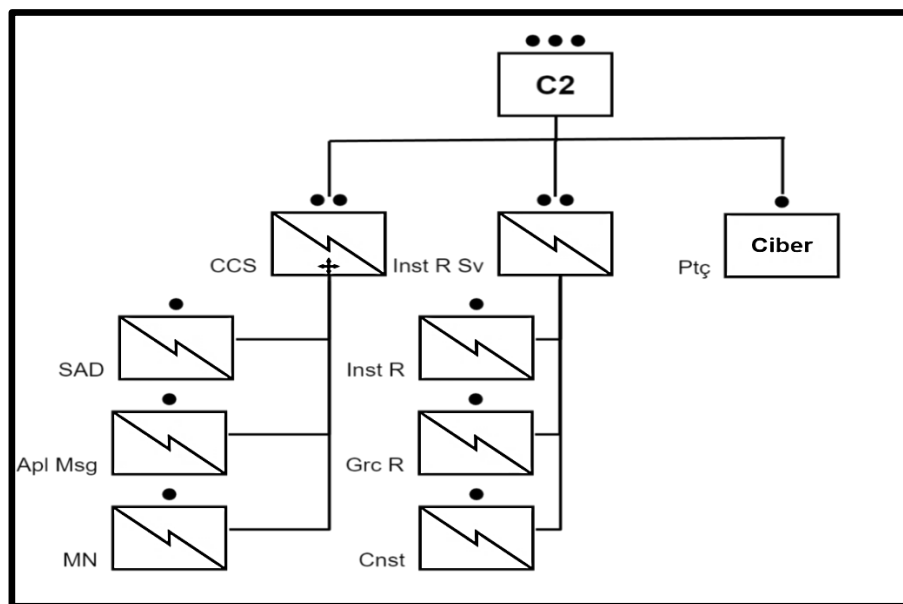 C2
CCS
Inst R Sv
Ptç
Ciber
SAD
Inst R
Apl Msg
Grc R
MN
Cnst